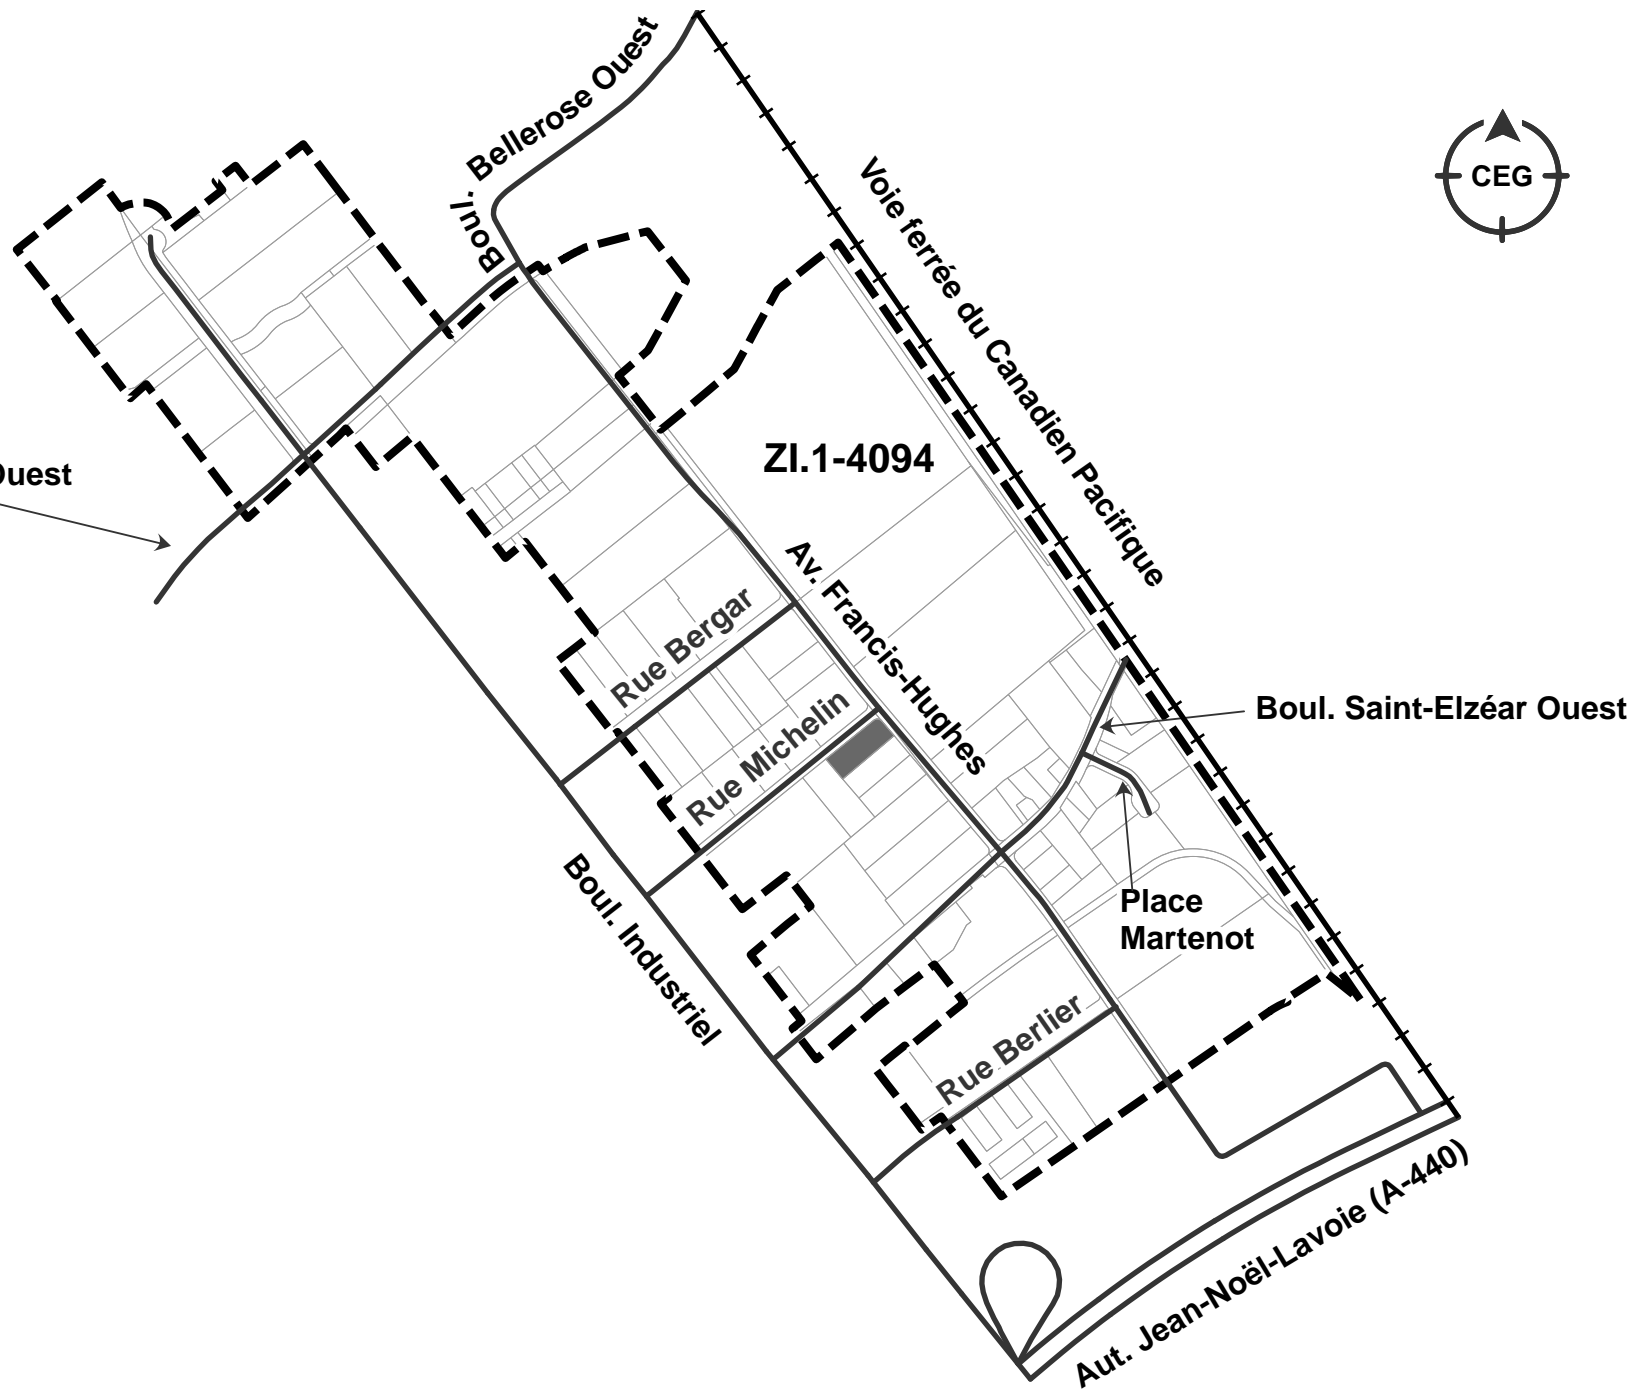 Boul. Bellerose Ouest
CEG
Voie ferrée du Canadien Pacifique
ZI.1-4094
Ouest
Av. Francis-Hughes
Rue Bergar
Rue Michelin
Boul. Saint-Elzéar Ouest
Boul. Industriel
Place
Martenot
Rue Berlier
Aut. Jean-Noël-Lavoie (A-440)